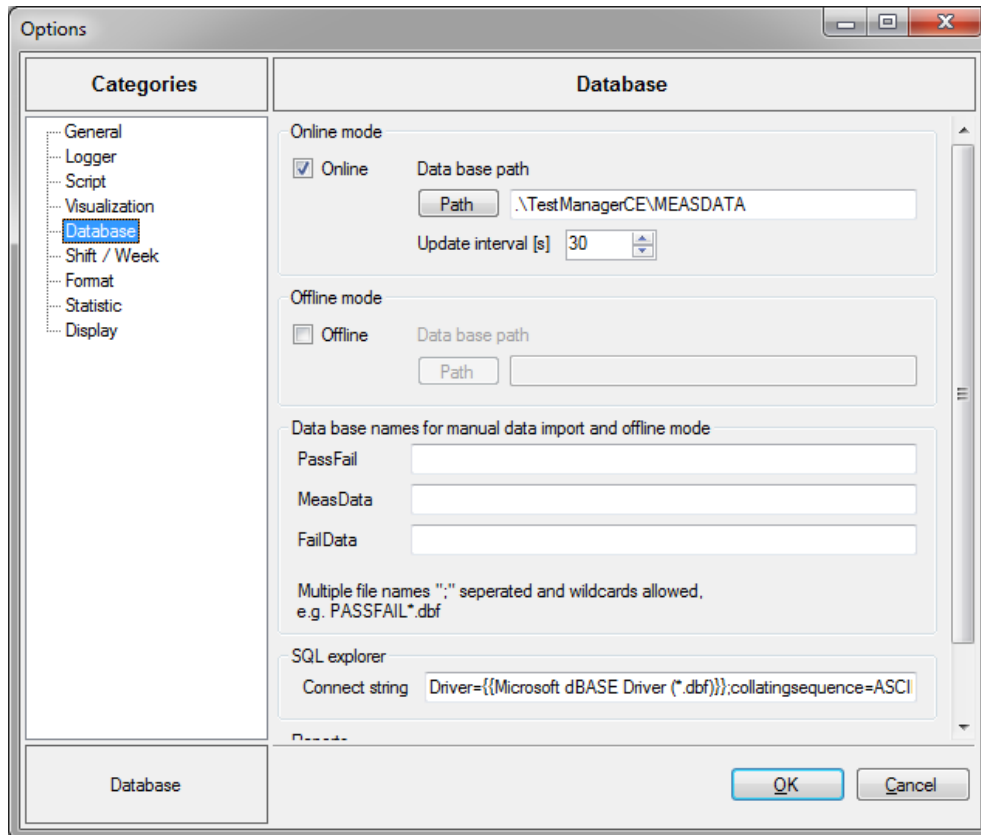 Options
Categories
Database
General
Logger
Script
Visualization
Database
Shift / Week
Format
Statistic
Display
Online mode
Online Data base path
Path .\TestManagerCE\MEASDATA
Update interval [s] 30
Offline mode
Offline Data base path
Path
Data base names for manual data import and offline mode
PassFail
MeasData
FailData
Multiple file names ";" seperated and wildcards allowed,
e.g. PASSFAIL*.dbf
SQL explorer
Connect string Driver={{Microsoft dBASE Driver (*.dbf)}};collatingsequence=ASCI
Database
OK Cancel